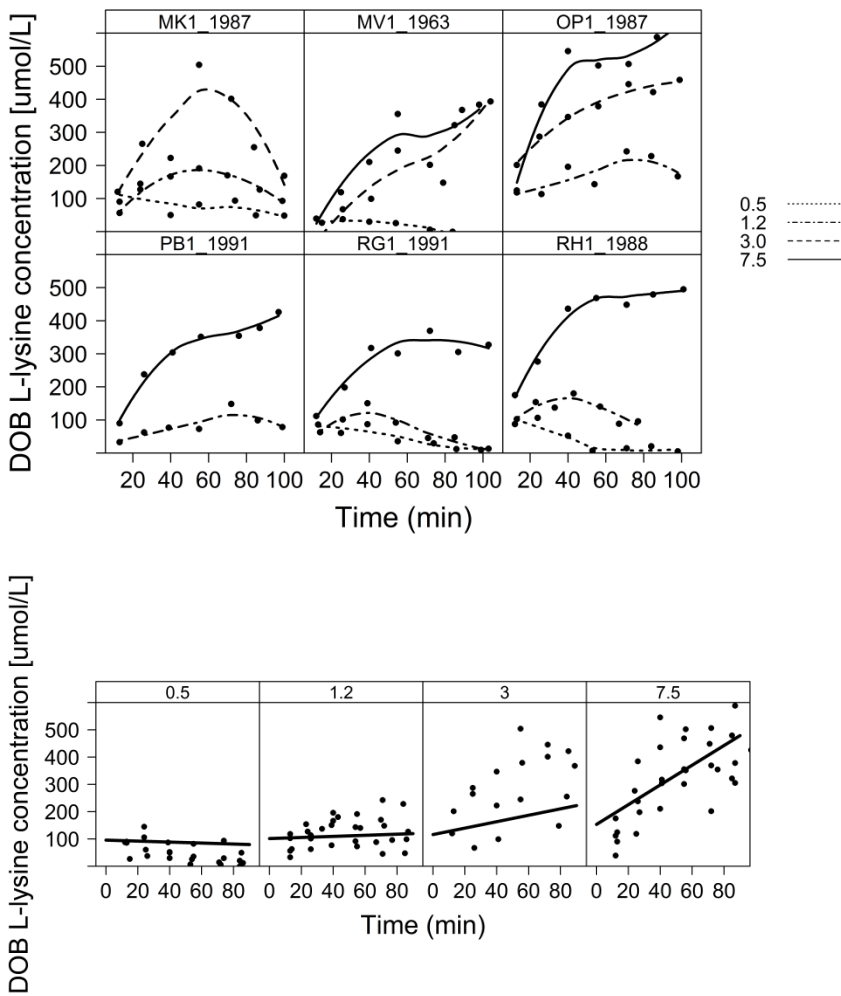 MK1_1987 MV1_1963 OP1_1987
500
400
300
200
100
PB1_1991 RG1_1991 RH1_1988
500
400
300
200
100
20 40 60 80 100 20 40 60 80 100 20 40 60 80 100
Time (min)
DOB L-lysine concentration [umol/L]
0.5
1.2
3.0
7.5
DOB L-lysine concentration [umol/L]
0.5 1.2 3 7.5
500
400
300
200
100
0 20 40 60 80 0 20 40 60 80 0 20 40 60 80 0 20 40 60 80
Time (min)